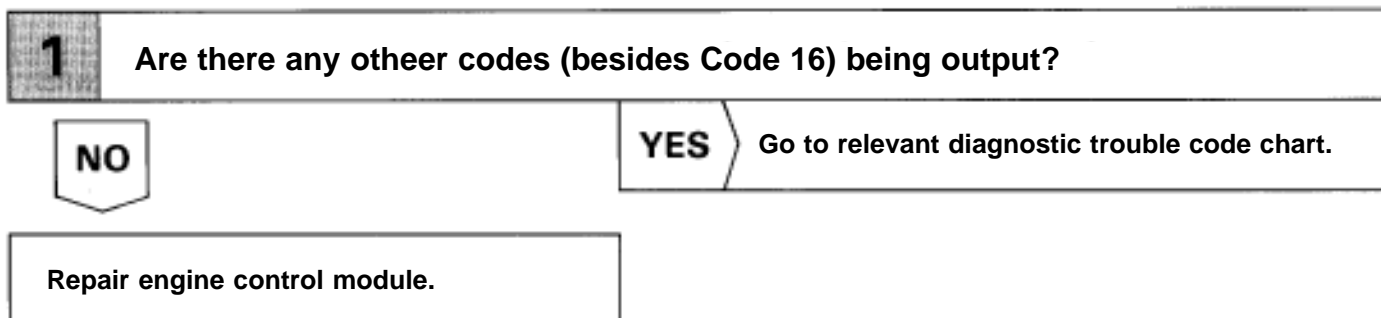 1 Are there any otheer codes (besides Code 16) being output?
NO
YES Go to relevant diagnostic trouble code chart.
Repair engine control module.